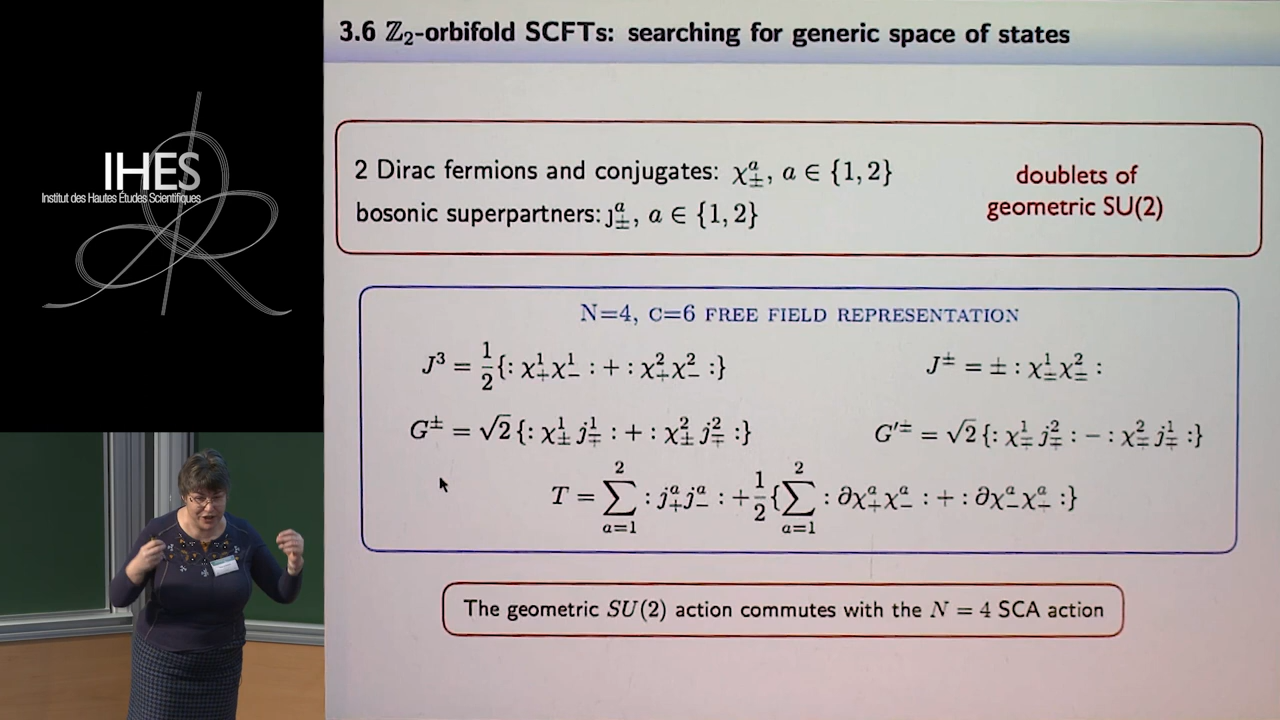 3.6 ℤ₂-orbifold SCFTs: searching for generic space of states
IHES
Institut des Hautes Études Scientifiques
2 Dirac fermions and conjugates: χ^a_±, a ∈ {1, 2}
bosonic superpartners: ȷ^a_±, a ∈ {1, 2}
doublets of
geometric SU(2)
N=4, C=6 FREE FIELD REPRESENTATION
J^3 = 1/2 {: χ^1_+ χ^1_- : + : χ^2_+ χ^2_- :}
J^± = ± : χ^1_± χ^2_± :
G^± = √2 {: χ^1_± j^1_∓ : + : χ^2_± j^2_∓ :}
G'^± = √2 {: χ^1_∓ j^2_∓ : − : χ^2_∓ j^1_∓ :}
T = ∑_{a=1}^{2} : j^a_+ j^a_- : + 1/2 {∑_{a=1}^{2} : ∂χ^a_+ χ^a_- : + : ∂χ^a_- χ^a_+ :}
The geometric SU(2) action commutes with the N = 4 SCA action